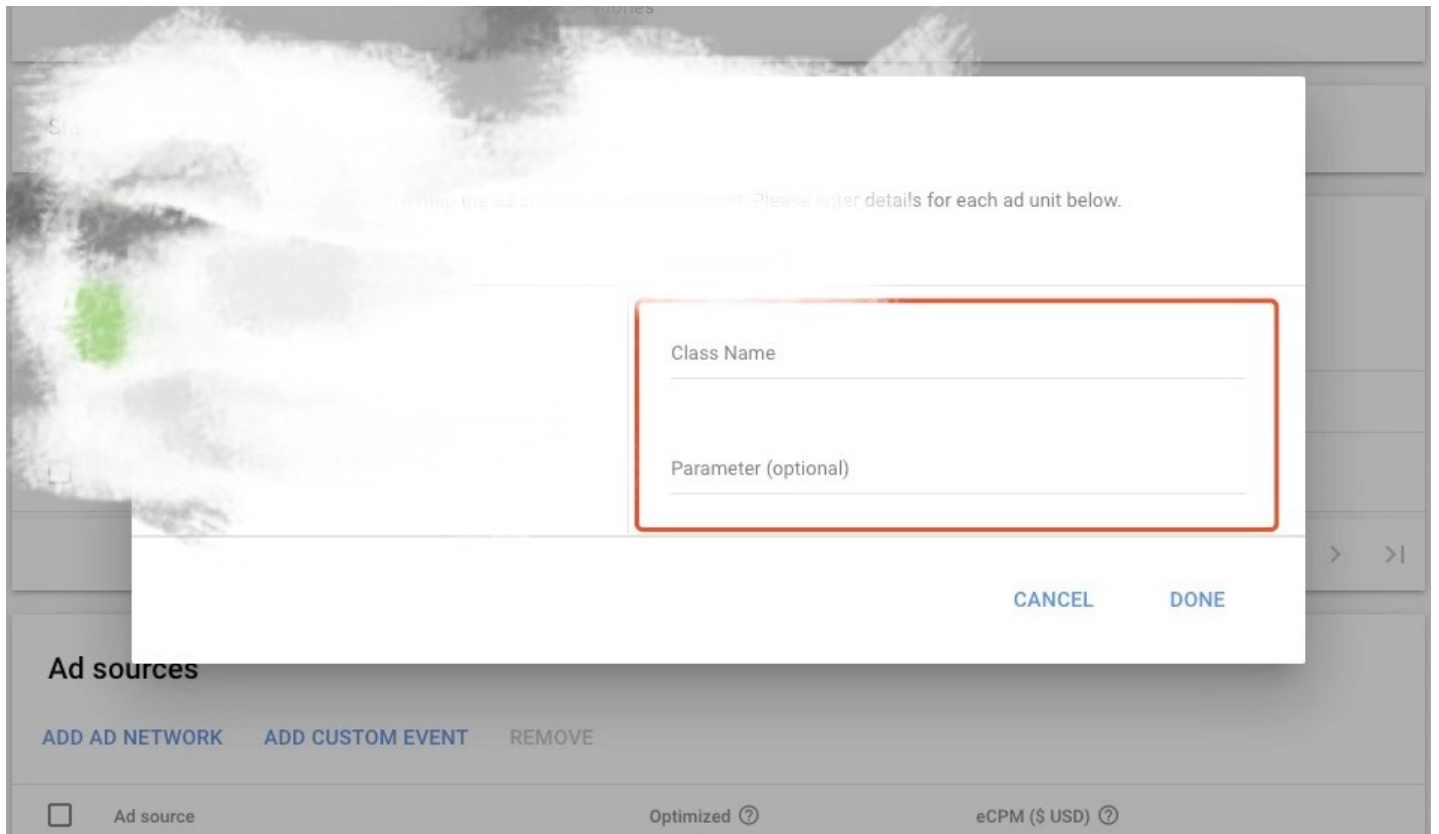 details for each ad unit below.
Class Name
Parameter (optional)
CANCEL DONE
Ad sources
ADD AD NETWORK ADD CUSTOM EVENT REMOVE
Ad source Optimized eCPM ($ USD)